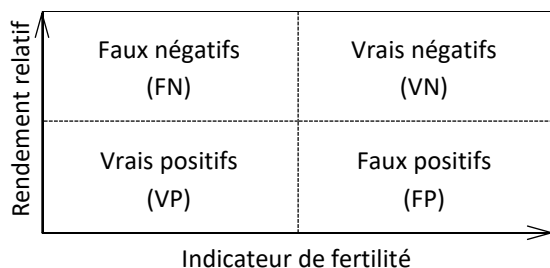 Rendement relatif
Faux négatifs
(FN)
Vrais négatifs
(VN)
Vrais positifs
(VP)
Faux positifs
(FP)
Indicateur de fertilité